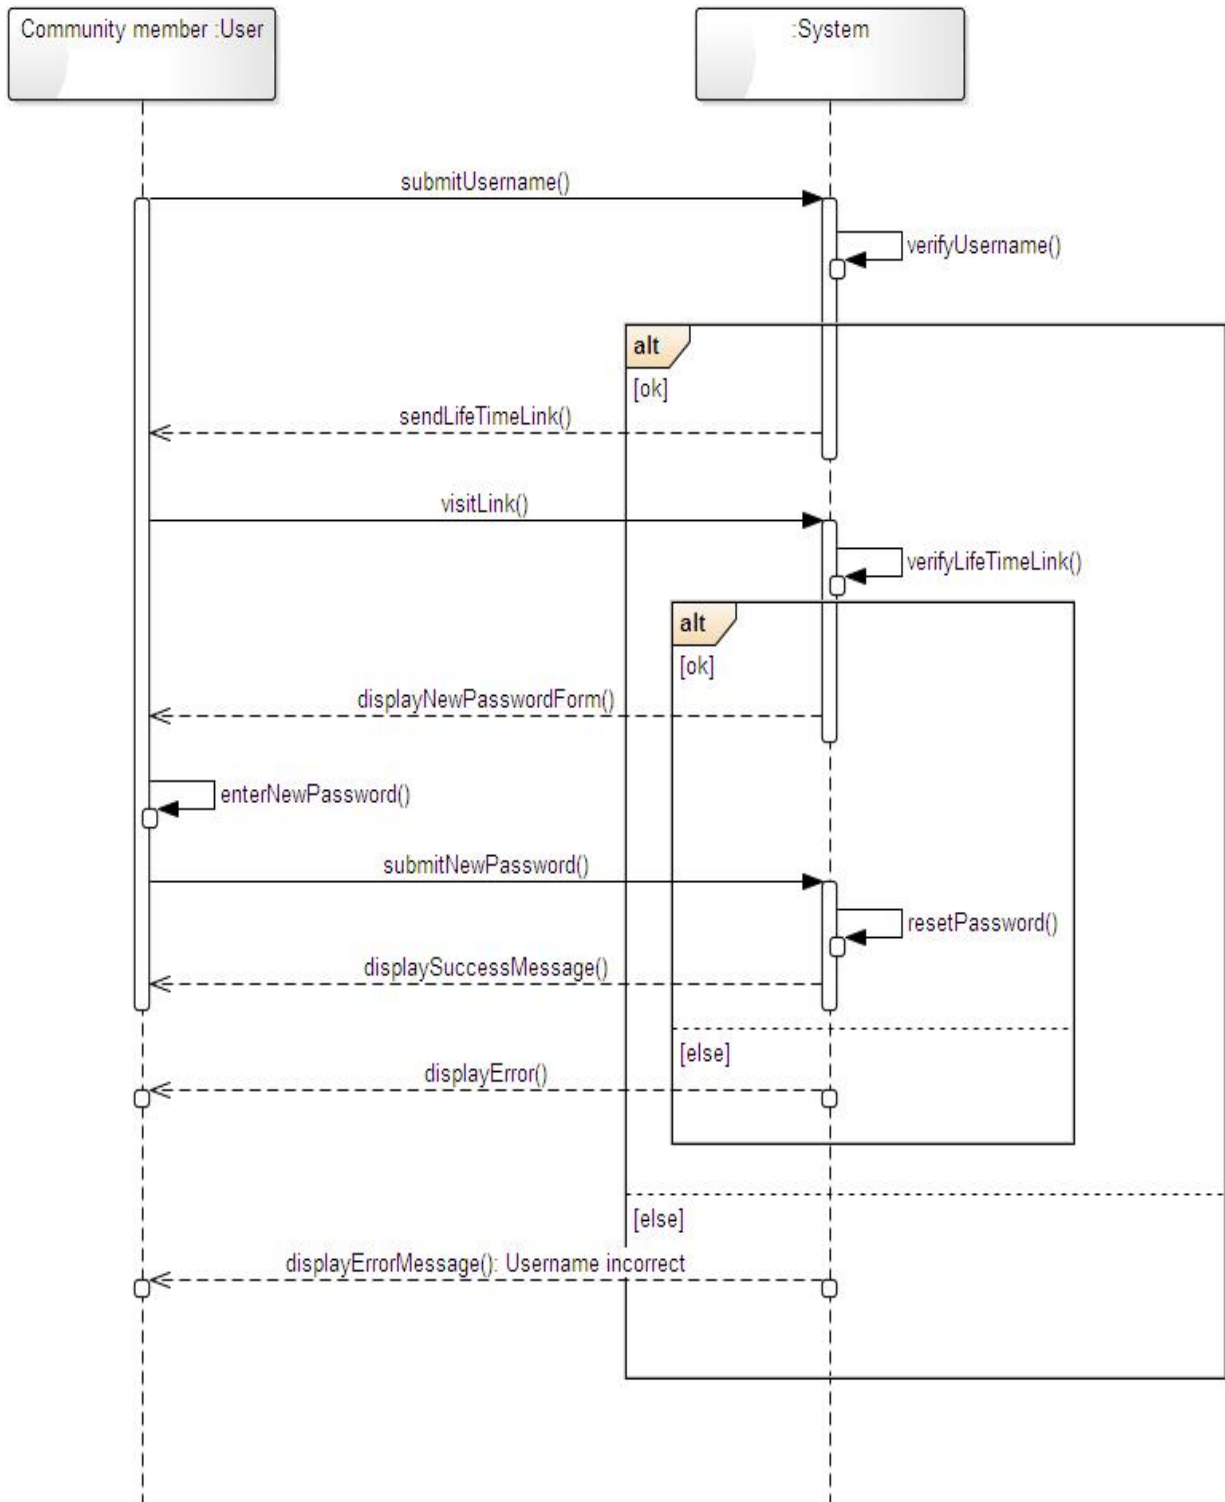 Community member :User
:System
submitUsername()
verifyUsername()
alt
[ok]
sendLifeTimeLink()
visitLink()
verifyLifeTimeLink()
alt
[ok]
displayNewPasswordForm()
enterNewPassword()
submitNewPassword()
resetPassword()
displaySuccessMessage()
[else]
displayError()
[else]
displayErrorMessage(): Username incorrect